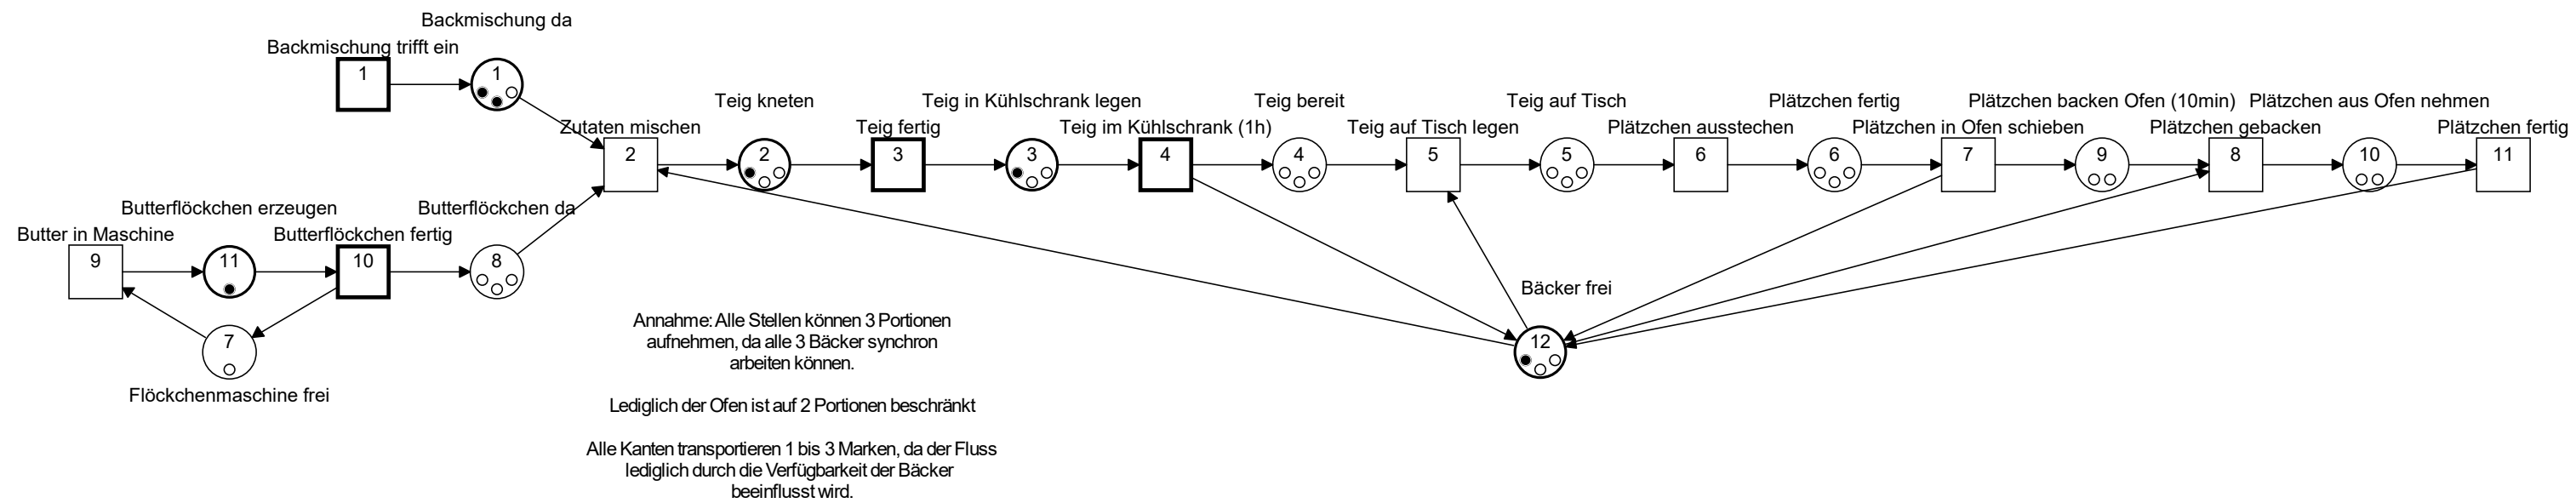 Backmischung da
Backmischung trifft ein
1
1
Teig kneten
Teig in Kühlschrank legen
Teig bereit
Teig auf Tisch
Plätzchen fertig
Plätzchen backen Ofen (10min)
Plätzchen aus Ofen nehmen
Zutaten mischen
Teig fertig
Teig im Kühlschrank (1h)
Teig auf Tisch legen
Plätzchen ausstechen
Plätzchen in Ofen schieben
Plätzchen gebacken
Plätzchen fertig
2
2
3
3
4
4
5
5
6
6
7
9
8
10
11
Butterflöckchen erzeugen
Butterflöckchen da
Butter in Maschine
Butterflöckchen fertig
9
11
10
8
Bäcker frei
12
7
Flöckchenmaschine frei
Annahme: Alle Stellen können 3 Portionen
aufnehmen, da alle 3 Bäcker synchron
arbeiten können.
Lediglich der Ofen ist auf 2 Portionen beschränkt
Alle Kanten transportieren 1 bis 3 Marken, da der Fluss
lediglich durch die Verfügbarkeit der Bäcker
beeinflusst wird.